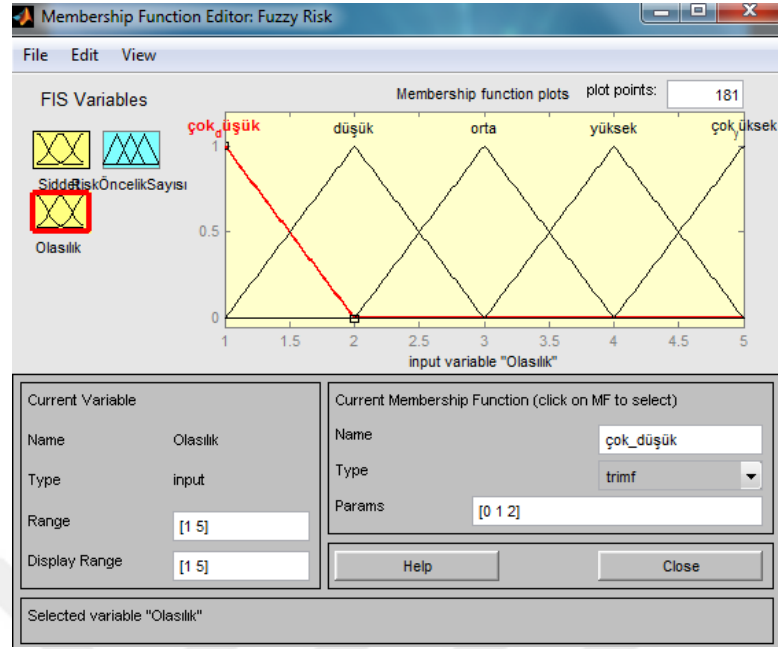 Membership Function Editor: Fuzzy Risk
File Edit View
FIS Variables
Membership function plots plot points: 181
çok_düşük düşük orta yüksek çok_yüksek
Siddet RiskÖncelikSayısı
Olasılık
1
0.5
0
1 1.5 2 2.5 3 3.5 4 4.5 5
input variable "Olasılık"
Current Variable
Name Olasılık
Type input
Range [1 5]
Display Range [1 5]
Current Membership Function (click on MF to select)
Name çok_düşük
Type trimf
Params [0 1 2]
Help Close
Selected variable "Olasılık"